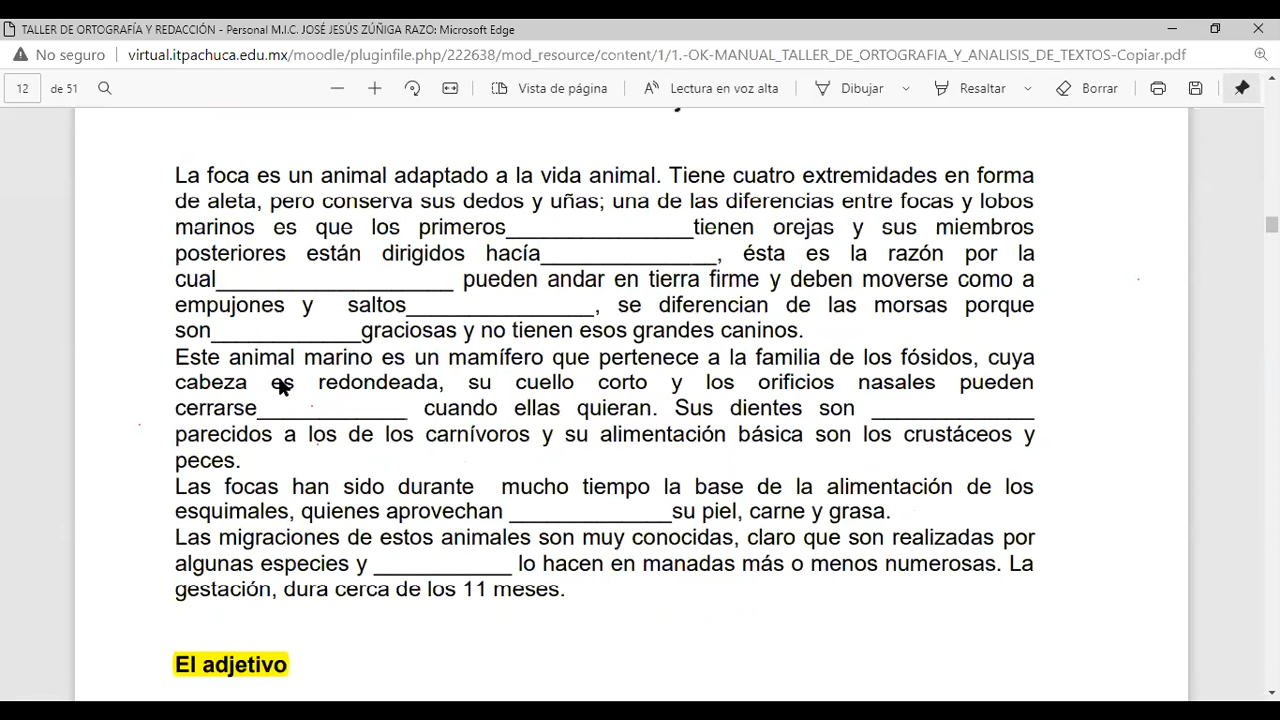 TALLER DE ORTOGRAFÍA Y REDACCIÓN - Personal M.I.C. JOSÉ JESÚS ZÚÑIGA RAZO: Microsoft Edge
No seguro virtual.itpachuca.edu.mx/moodle/pluginfile.php/222638/mod_resource/content/1/1.-OK-MANUAL_TALLER_DE_ORTOGRAFIA_Y_ANALISIS_DE_TEXTOS-Copiar.pdf
12 de 51 Vista de página Lectura en voz alta Dibujar Resaltar Borrar
La foca es un animal adaptado a la vida animal. Tiene cuatro extremidades en forma
de aleta, pero conserva sus dedos y uñas; una de las diferencias entre focas y lobos
marinos es que los primeros_______________tienen orejas y sus miembros
posteriores están dirigidos hacía______________, ésta es la razón por la
cual___________________ pueden andar en tierra firme y deben moverse como a
empujones y saltos_______________, se diferencian de las morsas porque
son____________graciosas y no tienen esos grandes caninos.
Este animal marino es un mamífero que pertenece a la familia de los fósidos, cuya
cabeza es redondeada, su cuello corto y los orificios nasales pueden
cerrarse____________ cuando ellas quieran. Sus dientes son _____________
parecidos a los de los carnívoros y su alimentación básica son los crustáceos y
peces.
Las focas han sido durante mucho tiempo la base de la alimentación de los
esquimales, quienes aprovechan _____________su piel, carne y grasa.
Las migraciones de estos animales son muy conocidas, claro que son realizadas por
algunas especies y ___________ lo hacen en manadas más o menos numerosas. La
gestación, dura cerca de los 11 meses.
El adjetivo